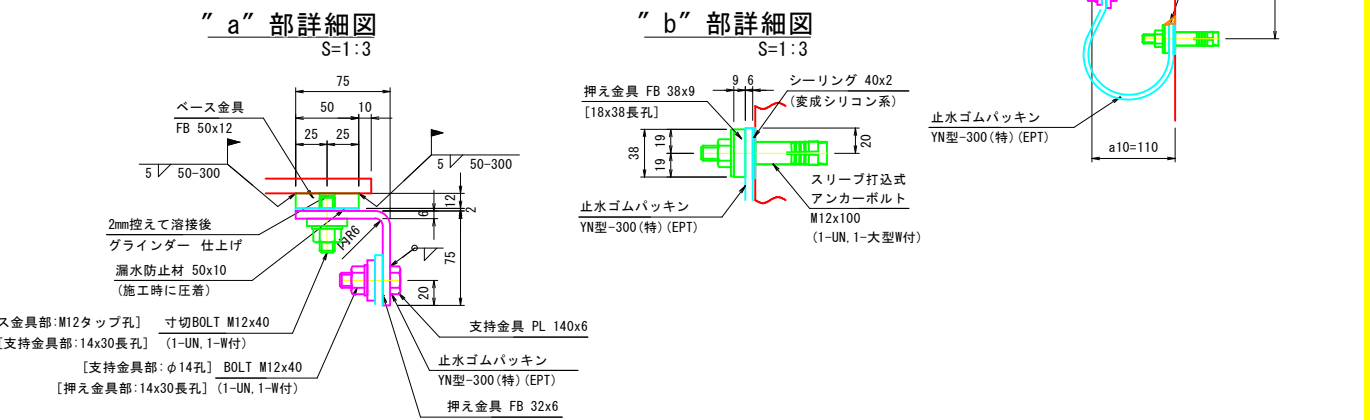 "a" 部詳細図
S=1:3
75
50
10
25
25
ベース金具
FB 50x12
5
50-300
5
50-300
12
2
6
75
20
内R6
2mm控えて溶接後
グラインダー 仕上げ
漏水防止材 50x10
(施工時に圧着)
ス金具部:M12タップ孔] 寸切BOLT M12x40
[支持金具部:14x30長孔] (1-UN,1-W付)
[支持金具部:φ14孔] BOLT M12x40
[押え金具部:14x30長孔] (1-UN,1-W付)
支持金具 PL 140x6
止水ゴムパッキン
YN型-300(特)(EPT)
押え金具 FB 32x6
"b" 部詳細図
S=1:3
9
6
押え金具 FB 38x9
[18x38長孔]
シーリング 40x2
(変成シリコン系)
38
19
19
20
止水ゴムパッキン
YN型-300(特)(EPT)
スリーブ打込式
アンカーボルト
M12x100
(1-UN,1-大型W付)
止水ゴムパッキン
YN型-300(特)(EPT)
a10=110